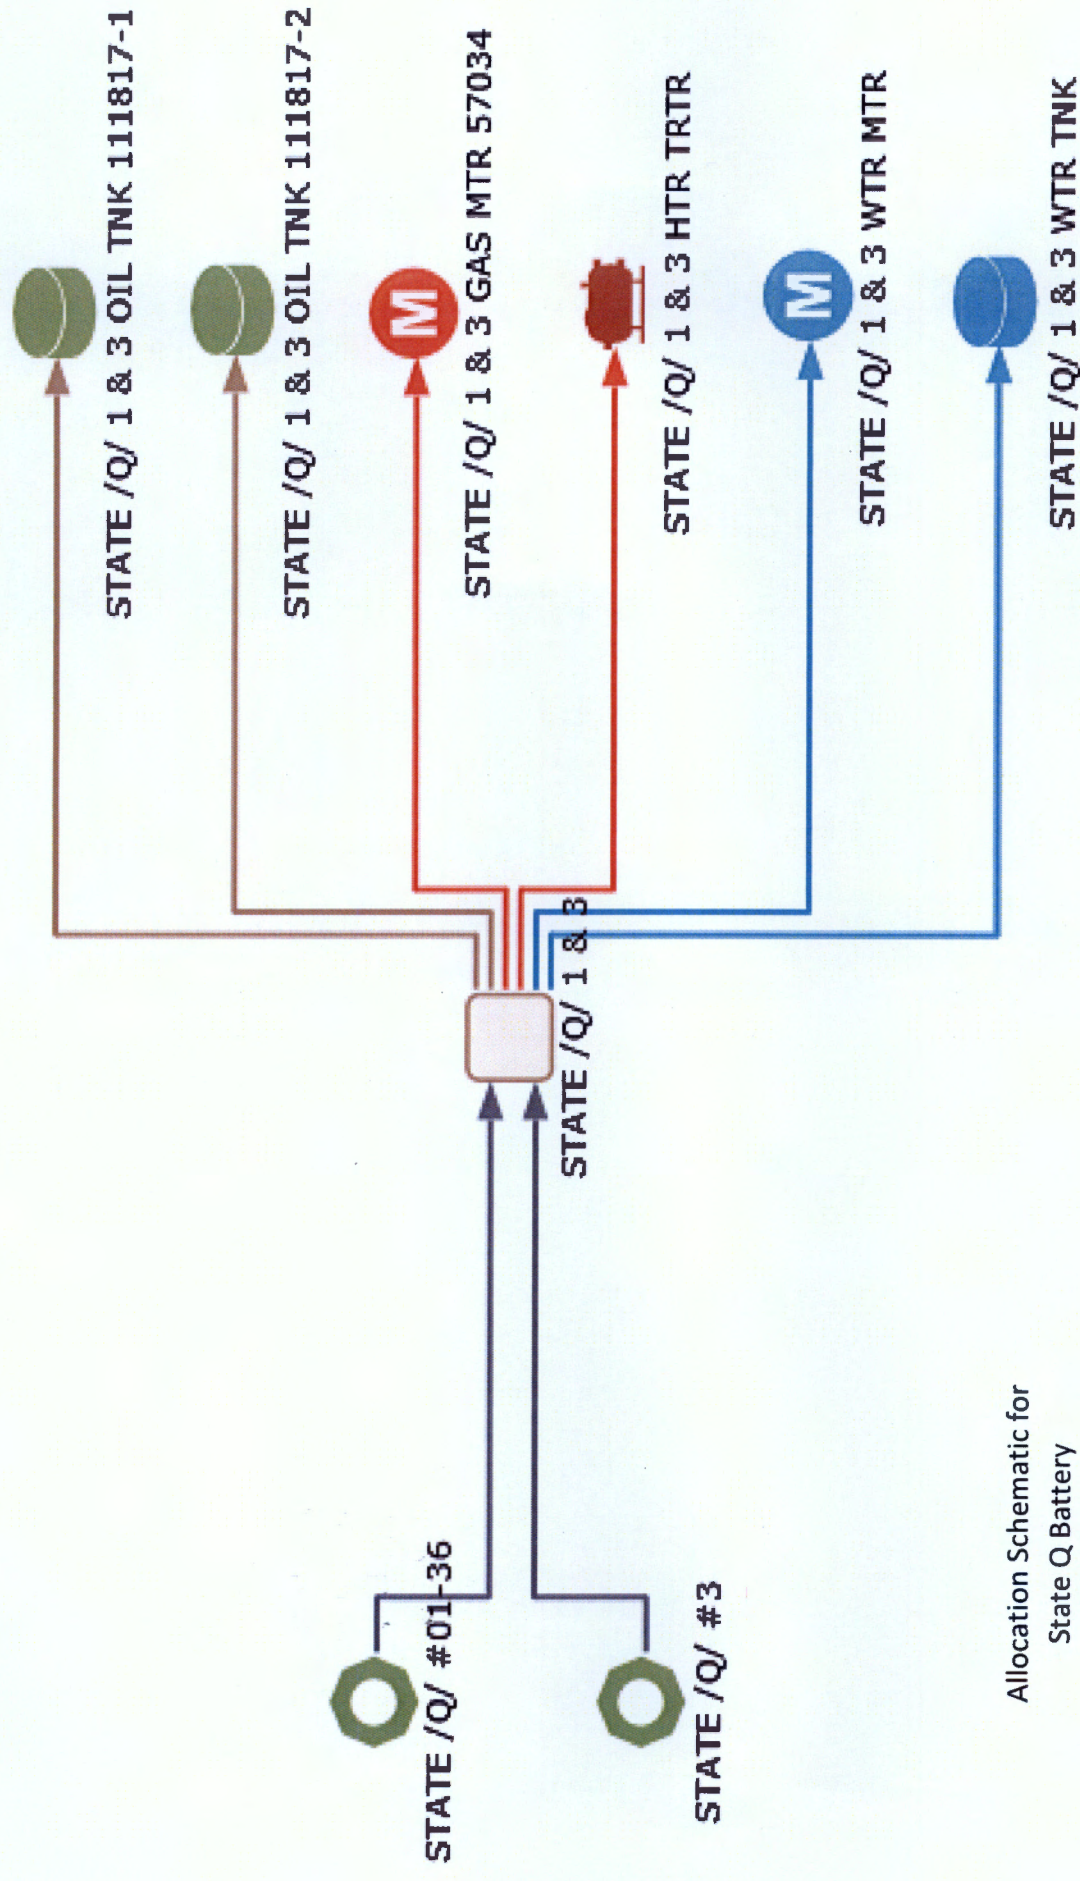 STATE /Q/ 1 & 3 OIL TNK 111817-1
STATE /Q/ 1 & 3 OIL TNK 111817-2
STATE /Q/ #01-36
STATE /Q/ 1 & 3
M
STATE /Q/ 1 & 3 GAS MTR 57034
STATE /Q/ #3
STATE /Q/ 1 & 3 HTR TRTR
M
STATE /Q/ 1 & 3 WTR MTR
STATE /Q/ 1 & 3 WTR TNK
Allocation Schematic for
State Q Battery